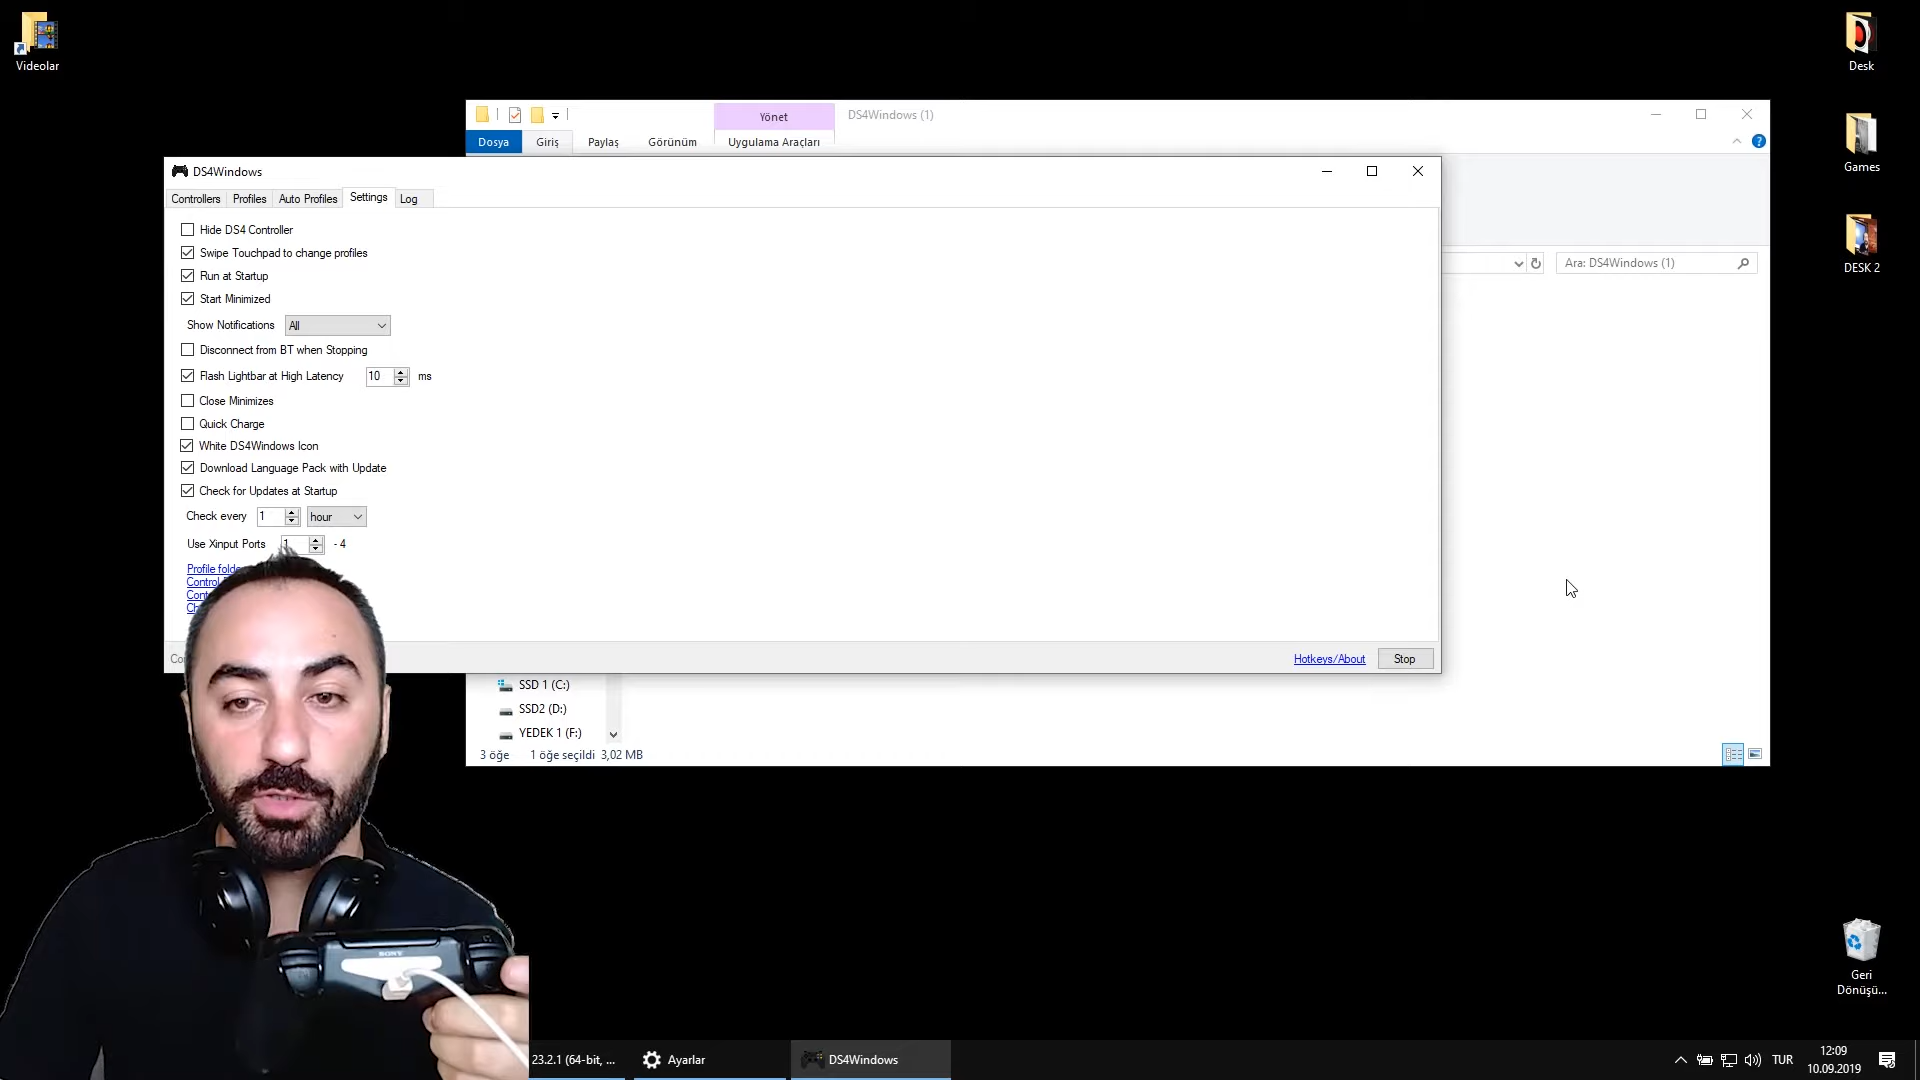 Videolar
Desk
Games
DESK 2
Yönet
DS4Windows (1)
Dosya
Giriş
Paylaş
Görünüm
Uygulama Araçları
Ara: DS4Windows (1)
DS4Windows
Controllers
Profiles
Auto Profiles
Settings
Log
Hide DS4 Controller
Swipe Touchpad to change profiles
Run at Startup
Start Minimized
Show Notifications All
Disconnect from BT when Stopping
Flash Lightbar at High Latency 10 ms
Close Minimizes
Quick Charge
White DS4Windows Icon
Download Language Pack with Update
Check for Updates at Startup
Check every 1 hour
Use Xinput Ports 1 - 4
Profile folder
Control
Hotkeys/About
Stop
SSD 1 (C:)
SSD2 (D:)
YEDEK 1 (F:)
3 öğe 1 öğe seçildi 3,02 MB
SONY
Geri
Dönüşü...
23.2.1 (64-bit, ...
Ayarlar
DS4Windows
TUR
12:09
10.09.2019